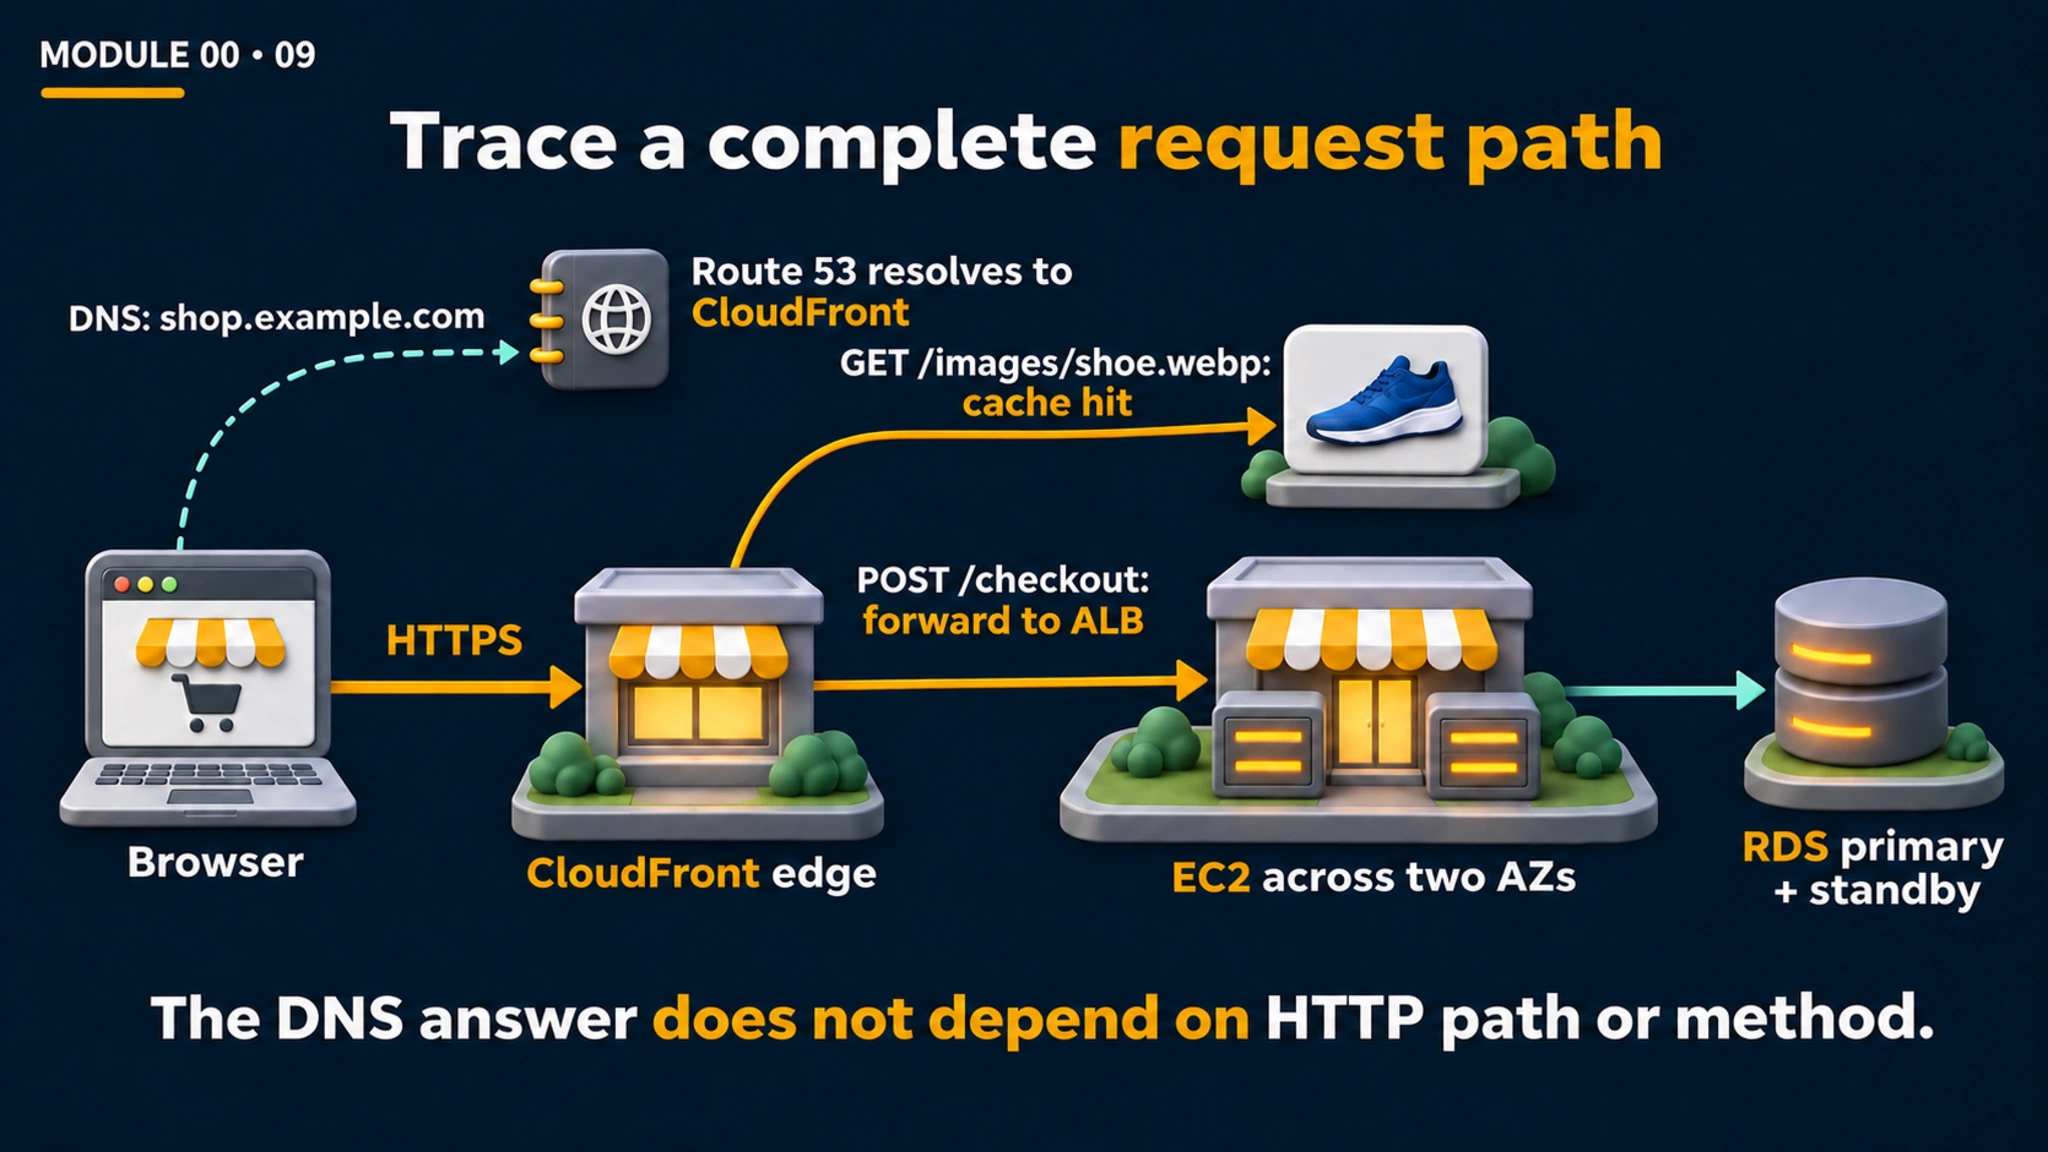 MODULE 00 • 09
Trace a complete request path
DNS: shop.example.com
Route 53 resolves to
CloudFront
GET /images/shoe.webp:
cache hit
HTTPS
POST /checkout:
forward to ALB
Browser
CloudFront edge
EC2 across two AZs
RDS primary
+ standby
The DNS answer does not depend on HTTP path or method.